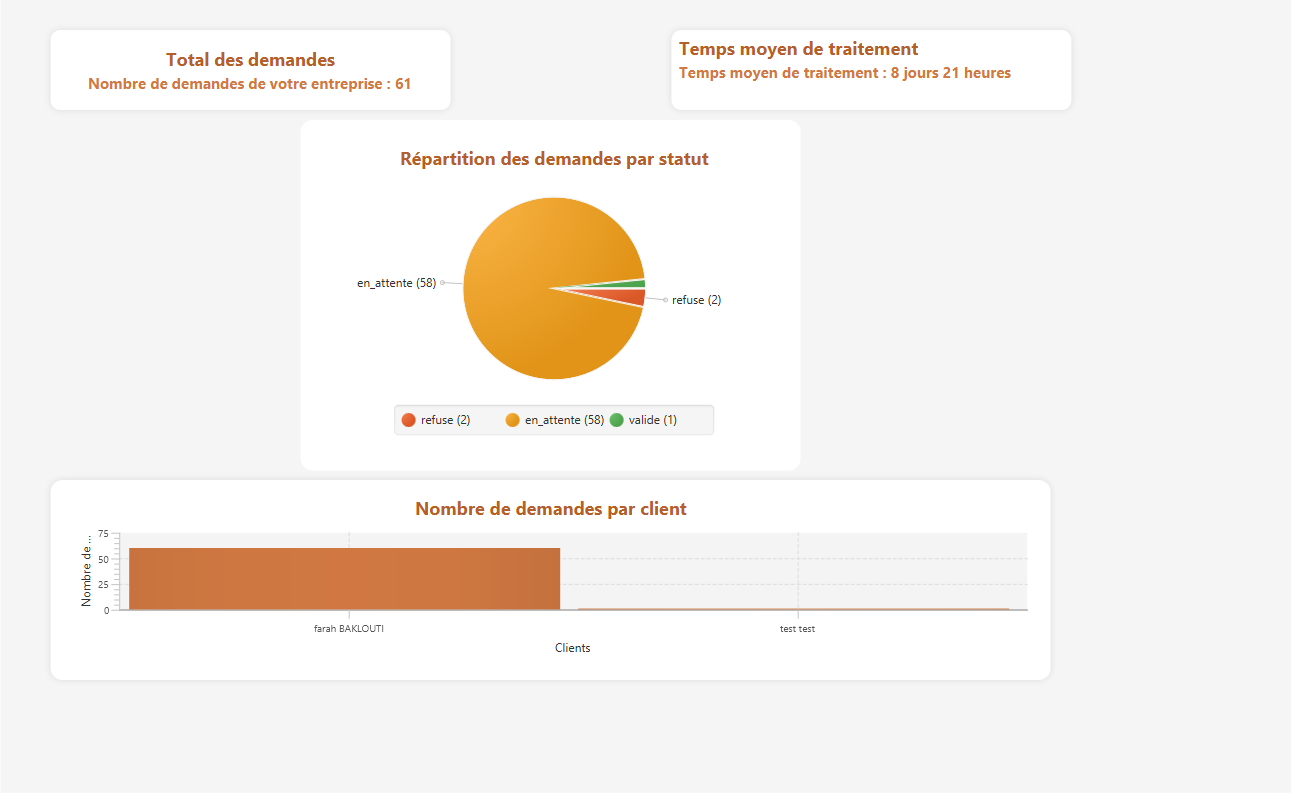 Total des demandes
Nombre de demandes de votre entreprise : 61
Temps moyen de traitement
Temps moyen de traitement : 8 jours 21 heures
Répartition des demandes par statut
en_attente (58)
refuse (2)
refuse (2) en_attente (58) valide (1)
Nombre de demandes par client
Nombre de ...
75
50
25
0
farah BAKLOUTI
test test
Clients